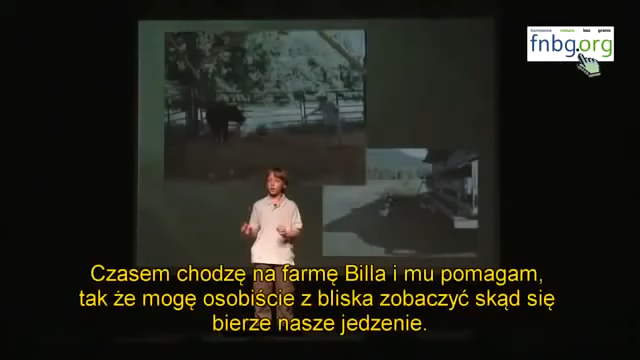 fnbg.org
Czasem chodzę na farmę Billa i mu pomagam,
tak że mogę osobiście z bliska zobaczyć skąd się
bierze nasze jedzenie.